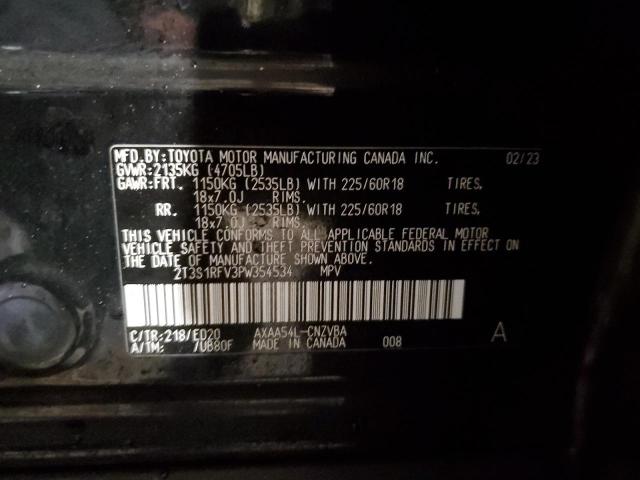 MFD.BY:TOYOTA MOTOR MANUFACTURING CANADA INC. 02/23
GVWR:2135KG (4705LB)
GAWR:FRT. 1150KG (2535LB) WITH 225/60R18 TIRES,
18x7.0J RIMS.
RR. 1150KG (2535LB) WITH 225/60R18 TIRES,
18x7.0J RIMS.
THIS VEHICLE CONFORMS TO ALL APPLICABLE FEDERAL MOTOR
VEHICLE SAFETY AND THEFT PREVENTION STANDARDS IN EFFECT ON
THE DATE OF MANUFACTURE SHOWN ABOVE.
2T3S1RFV3PW354534 MPV
C/TR:218/ED20 AXAA54L-CNZVBA A
A/TM: 7UB80F MADE IN CANADA 008